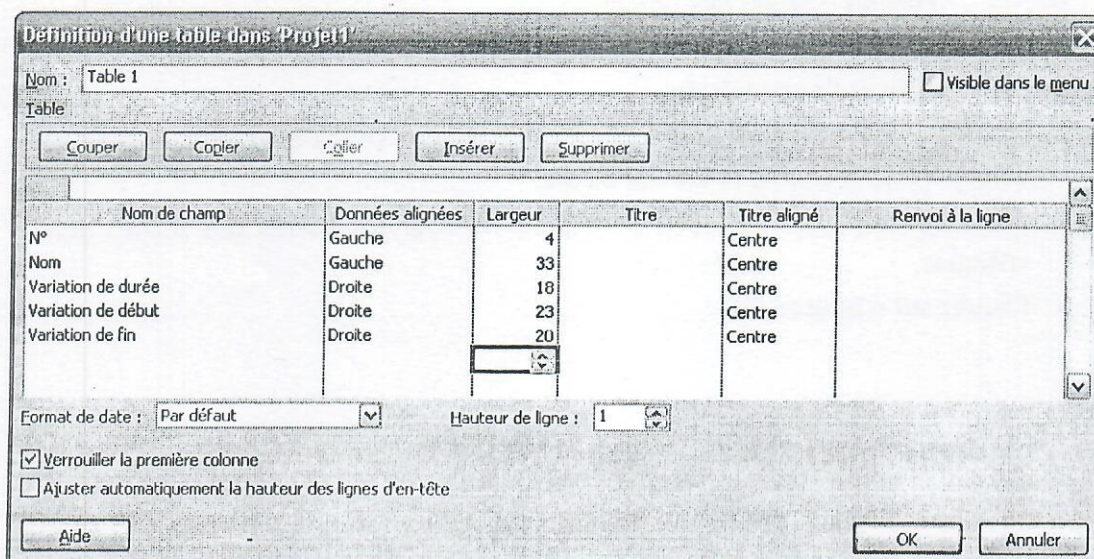 Définition d'une table dans 'Projet1'
Nom : Table 1 Visible dans le menu
Table
Couper Copier Coller Insérer Supprimer
Nom de champ Données alignées Largeur Titre Titre aligné Renvoi à la ligne
N° Gauche 4 Centre
Nom Gauche 33 Centre
Variation de durée Droite 18 Centre
Variation de début Droite 23 Centre
Variation de fin Droite 20 Centre
Format de date : Par défaut Hauteur de ligne : 1
Verrouiller la première colonne
Ajuster automatiquement la hauteur des lignes d'en-tête
Aide OK Annuler